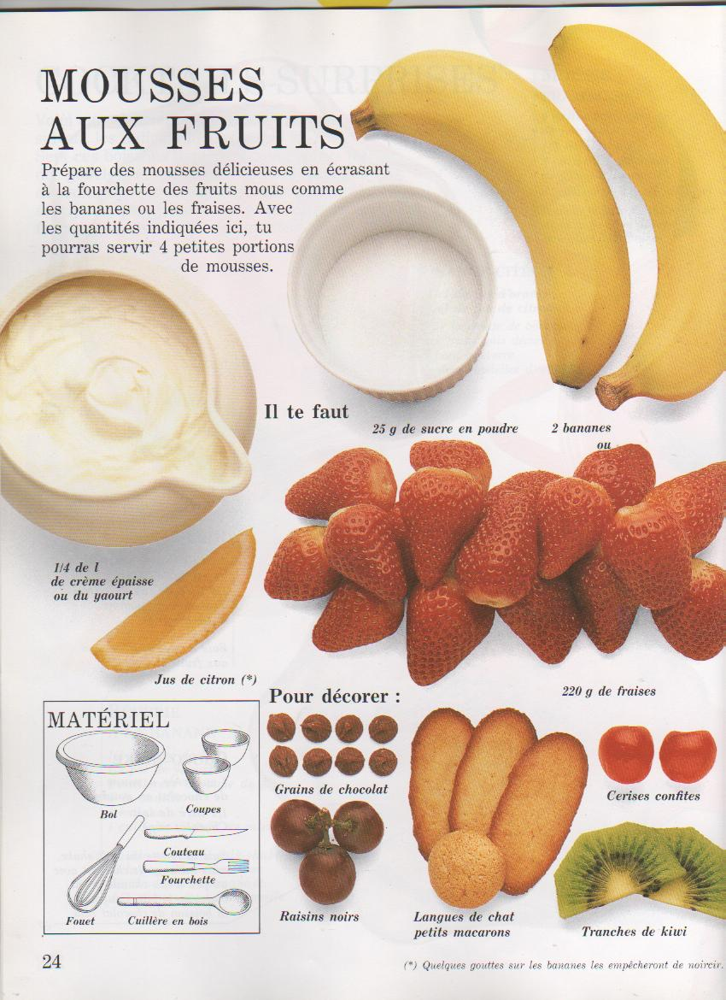 MOUSSES
AUX FRUITS
Prépare des mousses délicieuses en écrasant
à la fourchette des fruits mous comme
les bananes ou les fraises. Avec
les quantités indiquées ici, tu
pourras servir 4 petites portions
de mousses.
Il te faut
25 g de sucre en poudre
2 bananes
ou
1/4 de l
de crème épaisse
ou du yaourt
Jus de citron (*)
220 g de fraises
Pour décorer :
MATÉRIEL
Bol
Coupes
Couteau
Fourchette
Fouet
Cuillère en bois
Grains de chocolat
Raisins noirs
Langues de chat
petits macarons
Cerises confites
Tranches de kiwi
24
(*) Quelques gouttes sur les bananes les empêcheront de noircir.